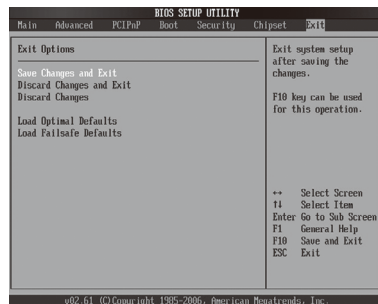 BIOS SETUP UTILITY
Main Advanced PCIPnP Boot Security Chipset Exit
Exit Options
Save Changes and Exit
Discard Changes and Exit
Discard Changes
Load Optimal Defaults
Load Failsafe Defaults
Exit system setup
after saving the
changes.
F10 key can be used
for this operation.
↔ Select Screen
↑↓ Select Item
Enter Go to Sub Screen
F1 General Help
F10 Save and Exit
ESC Exit
v02.61 (C)Copyright 1985-2006, American Megatrends, Inc.